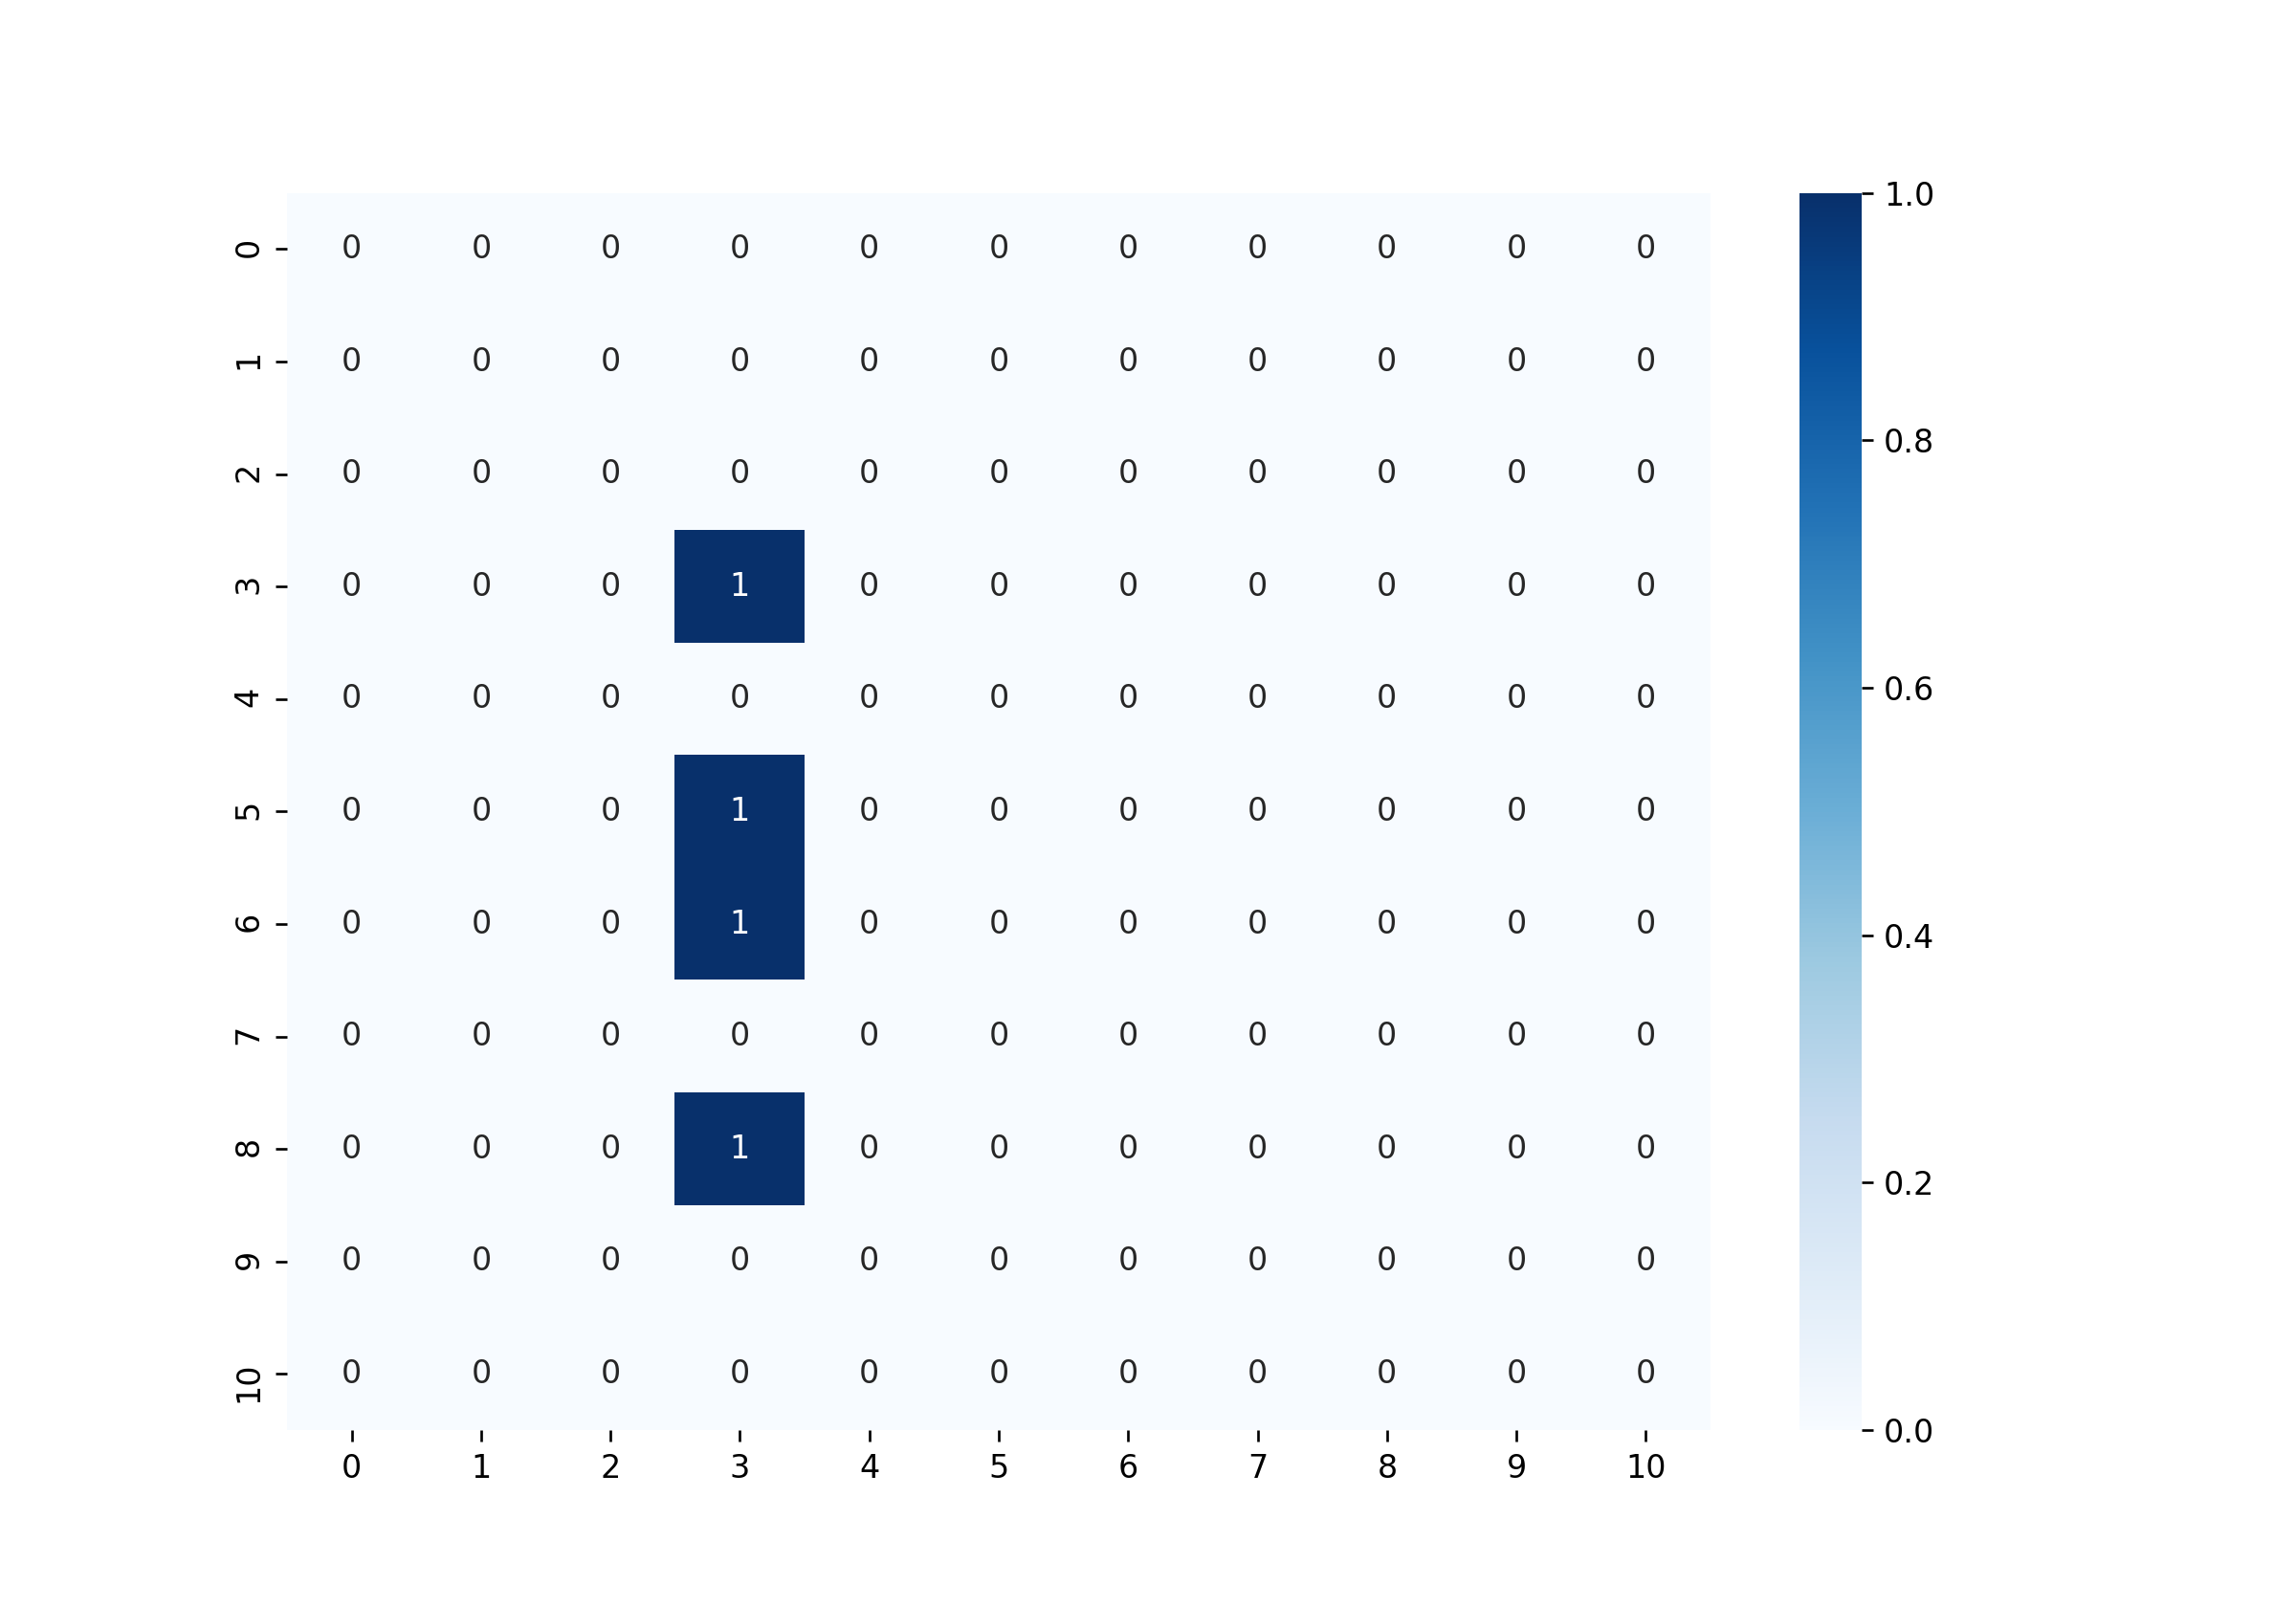 1.0
0 0 0 0 0 0 0 0 0 0 0 0
1 0 0 0 0 0 0 0 0 0 0 0
0.8
2 0 0 0 0 0 0 0 0 0 0 0
3 0 0 0 1 0 0 0 0 0 0 0
0.6
4 0 0 0 0 0 0 0 0 0 0 0
5 0 0 0 1 0 0 0 0 0 0 0
6 0 0 0 1 0 0 0 0 0 0 0
0.4
7 0 0 0 0 0 0 0 0 0 0 0
8 0 0 0 1 0 0 0 0 0 0 0
0.2
9 0 0 0 0 0 0 0 0 0 0 0
10 0 0 0 0 0 0 0 0 0 0 0
0.0
0 1 2 3 4 5 6 7 8 9 10